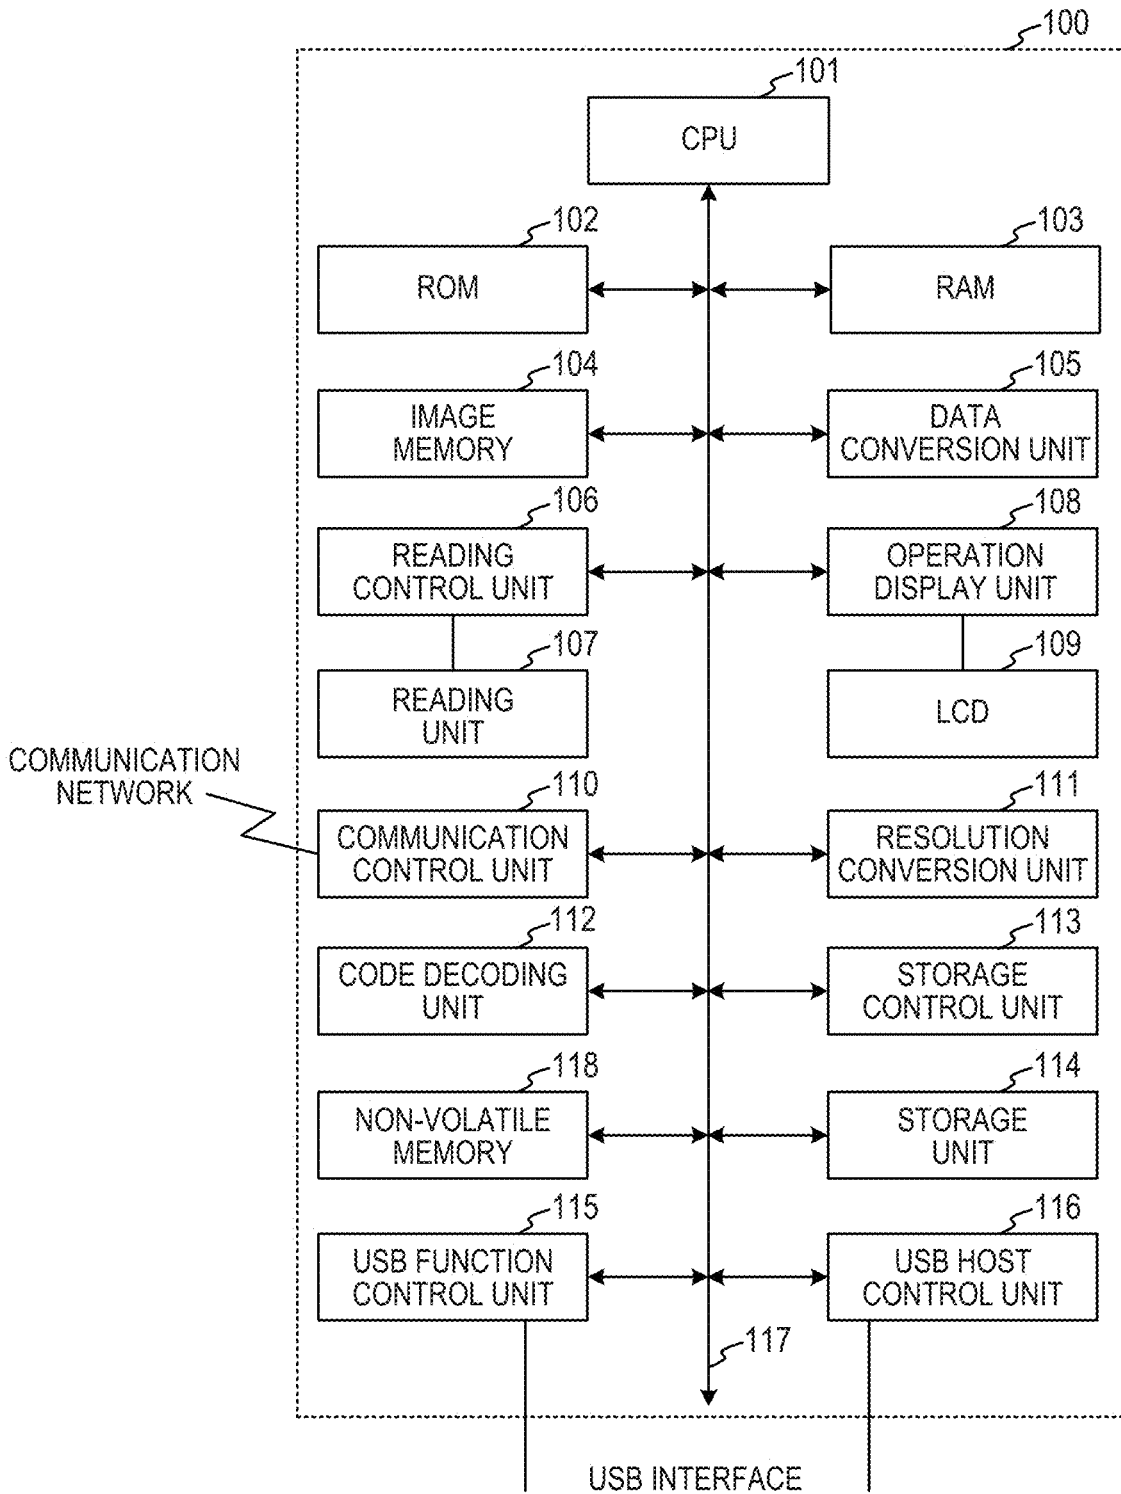 100
101
CPU
102
ROM
103
RAM
104
IMAGE
MEMORY
105
DATA
CONVERSION UNIT
106
READING
CONTROL UNIT
108
OPERATION
DISPLAY UNIT
107
READING
UNIT
109
LCD
COMMUNICATION
NETWORK
110
COMMUNICATION
CONTROL UNIT
111
RESOLUTION
CONVERSION UNIT
112
CODE DECODING
UNIT
113
STORAGE
CONTROL UNIT
118
NON-VOLATILE
MEMORY
114
STORAGE
UNIT
115
USB FUNCTION
CONTROL UNIT
116
USB HOST
CONTROL UNIT
117
USB INTERFACE